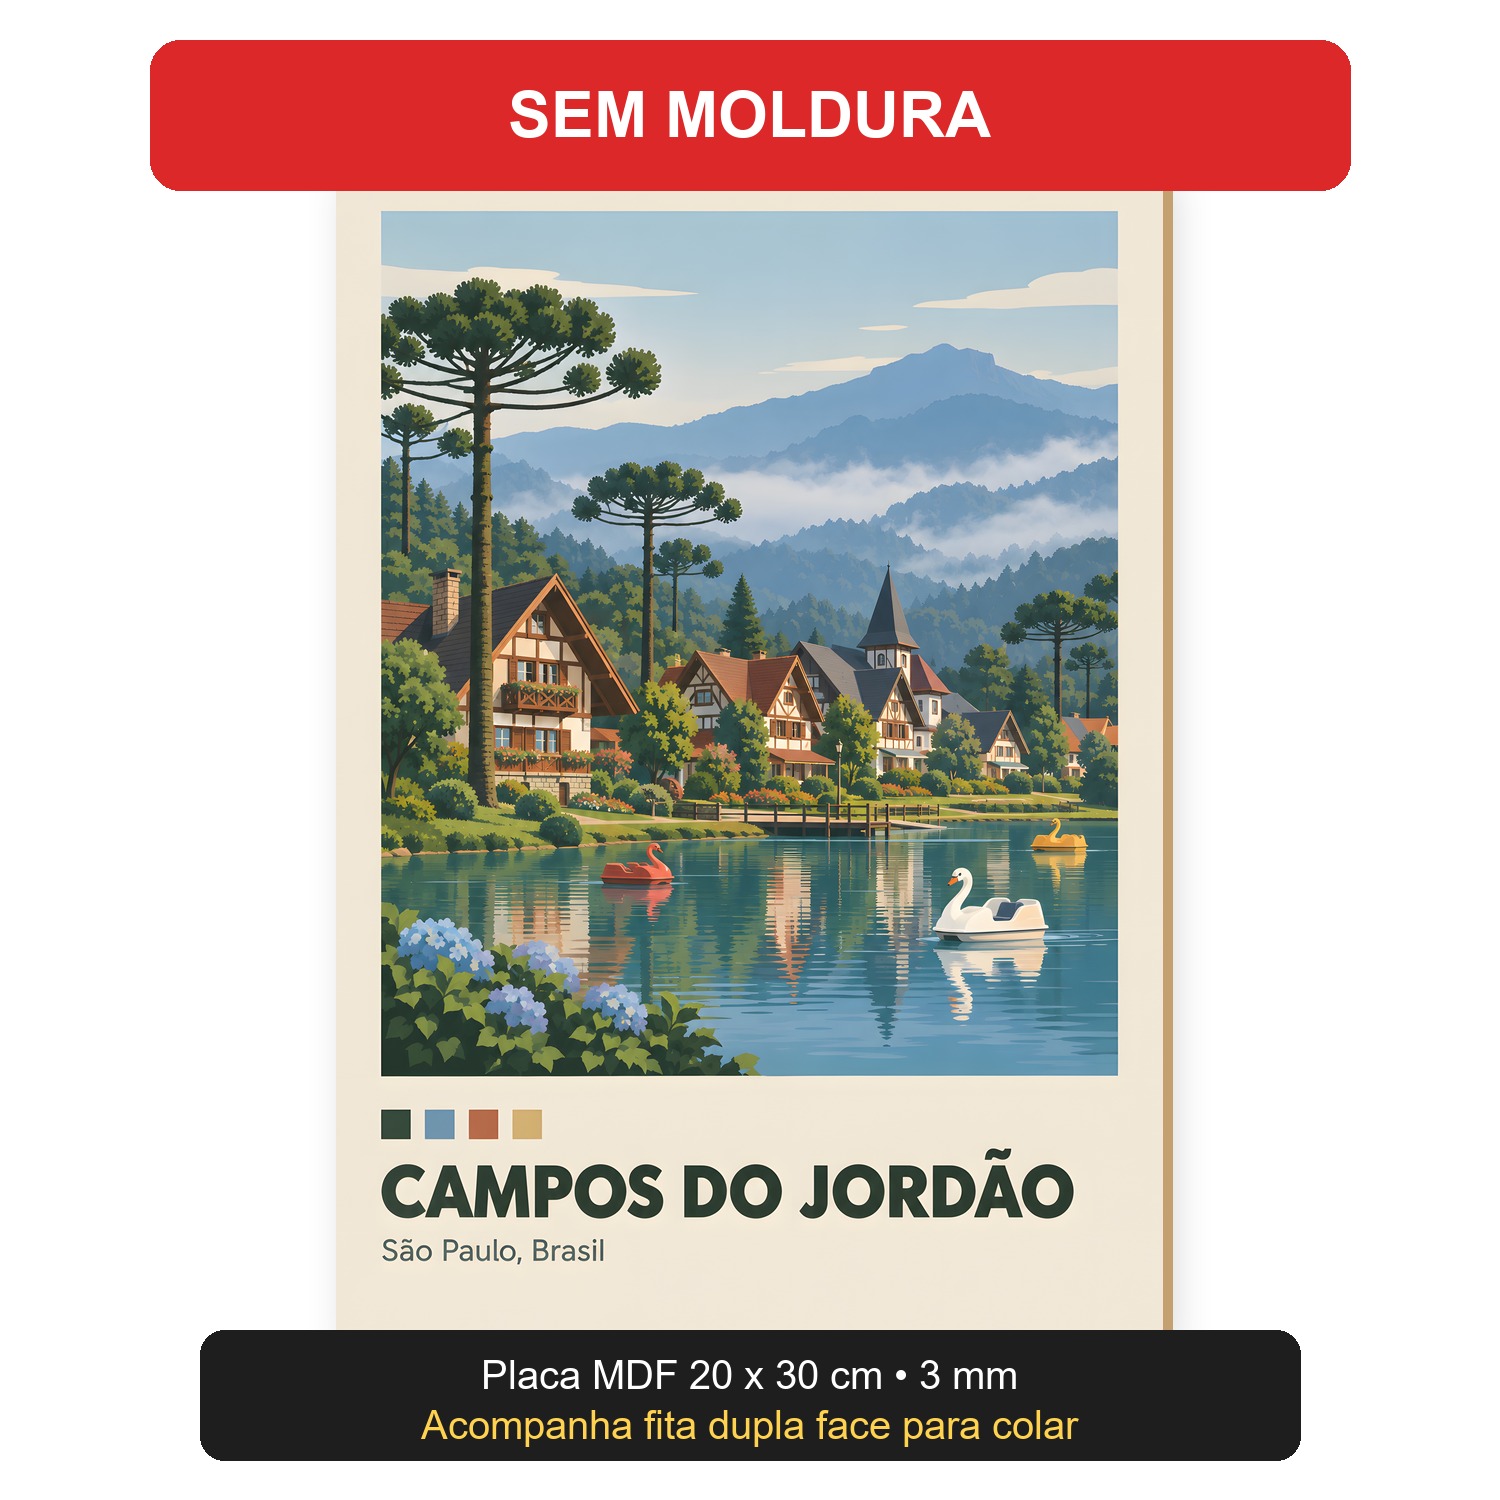 SEM MOLDURA
CAMPOS DO JORDÃO
São Paulo, Brasil
Placa MDF 20 x 30 cm • 3 mm
Acompanha fita dupla face para colar